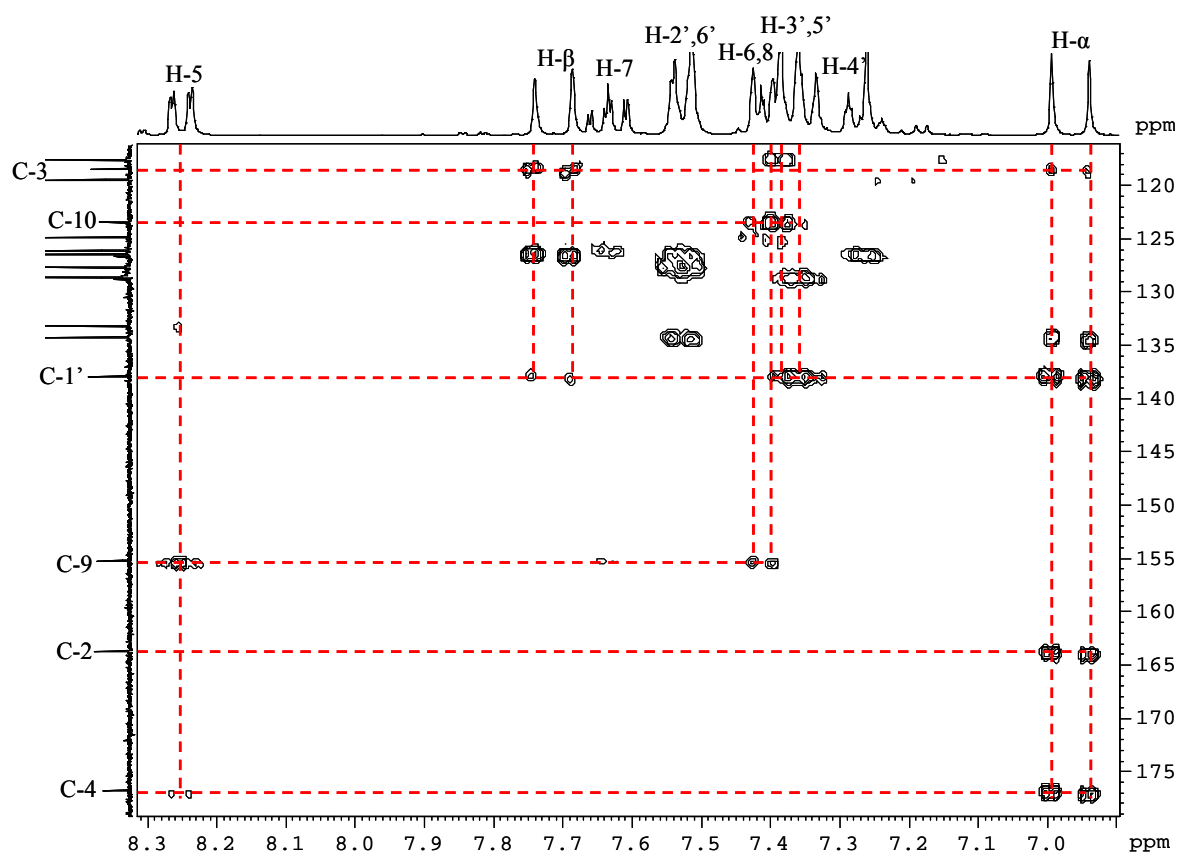 H-5
H-β
H-7
H-2',6'
H-6,8
H-3',5'
H-4'
H-α
ppm
C-3
C-10
C-1'
C-9
C-2
C-4
120
125
130
135
140
145
150
155
160
165
170
175
8.3 8.2 8.1 8.0 7.9 7.8 7.7 7.6 7.5 7.4 7.3 7.2 7.1 7.0 ppm